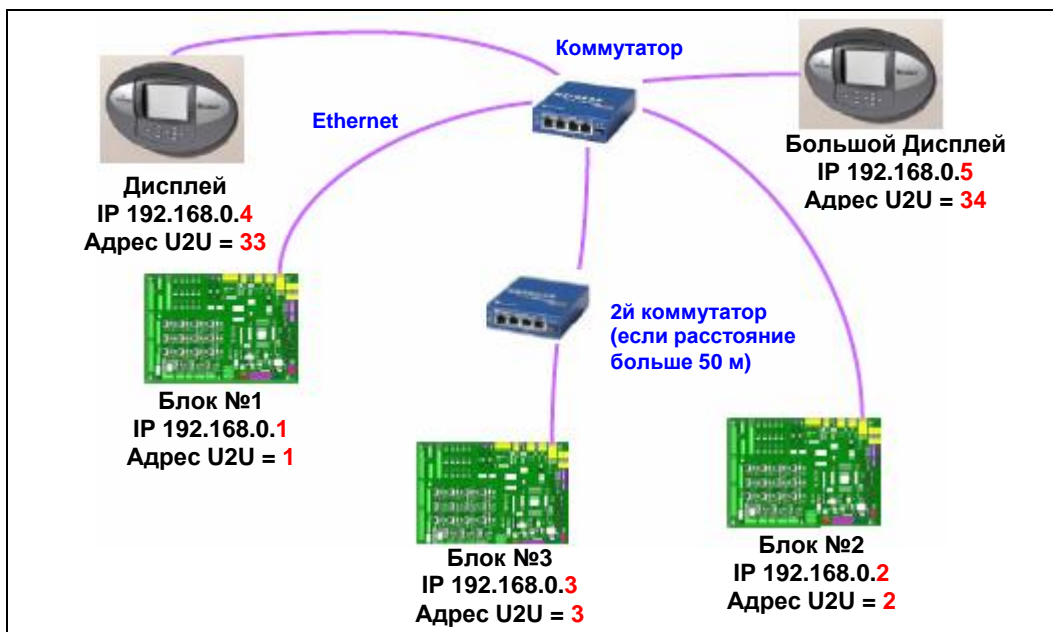 Коммутатор
Ethernet
Дисплей
IP 192.168.0.4
Адрес U2U = 33
Большой Дисплей
IP 192.168.0.5
Адрес U2U = 34
2й коммутатор
(если расстояние
больше 50 м)
Блок №1
IP 192.168.0.1
Адрес U2U = 1
Блок №3
IP 192.168.0.3
Адрес U2U = 3
Блок №2
IP 192.168.0.2
Адрес U2U = 2